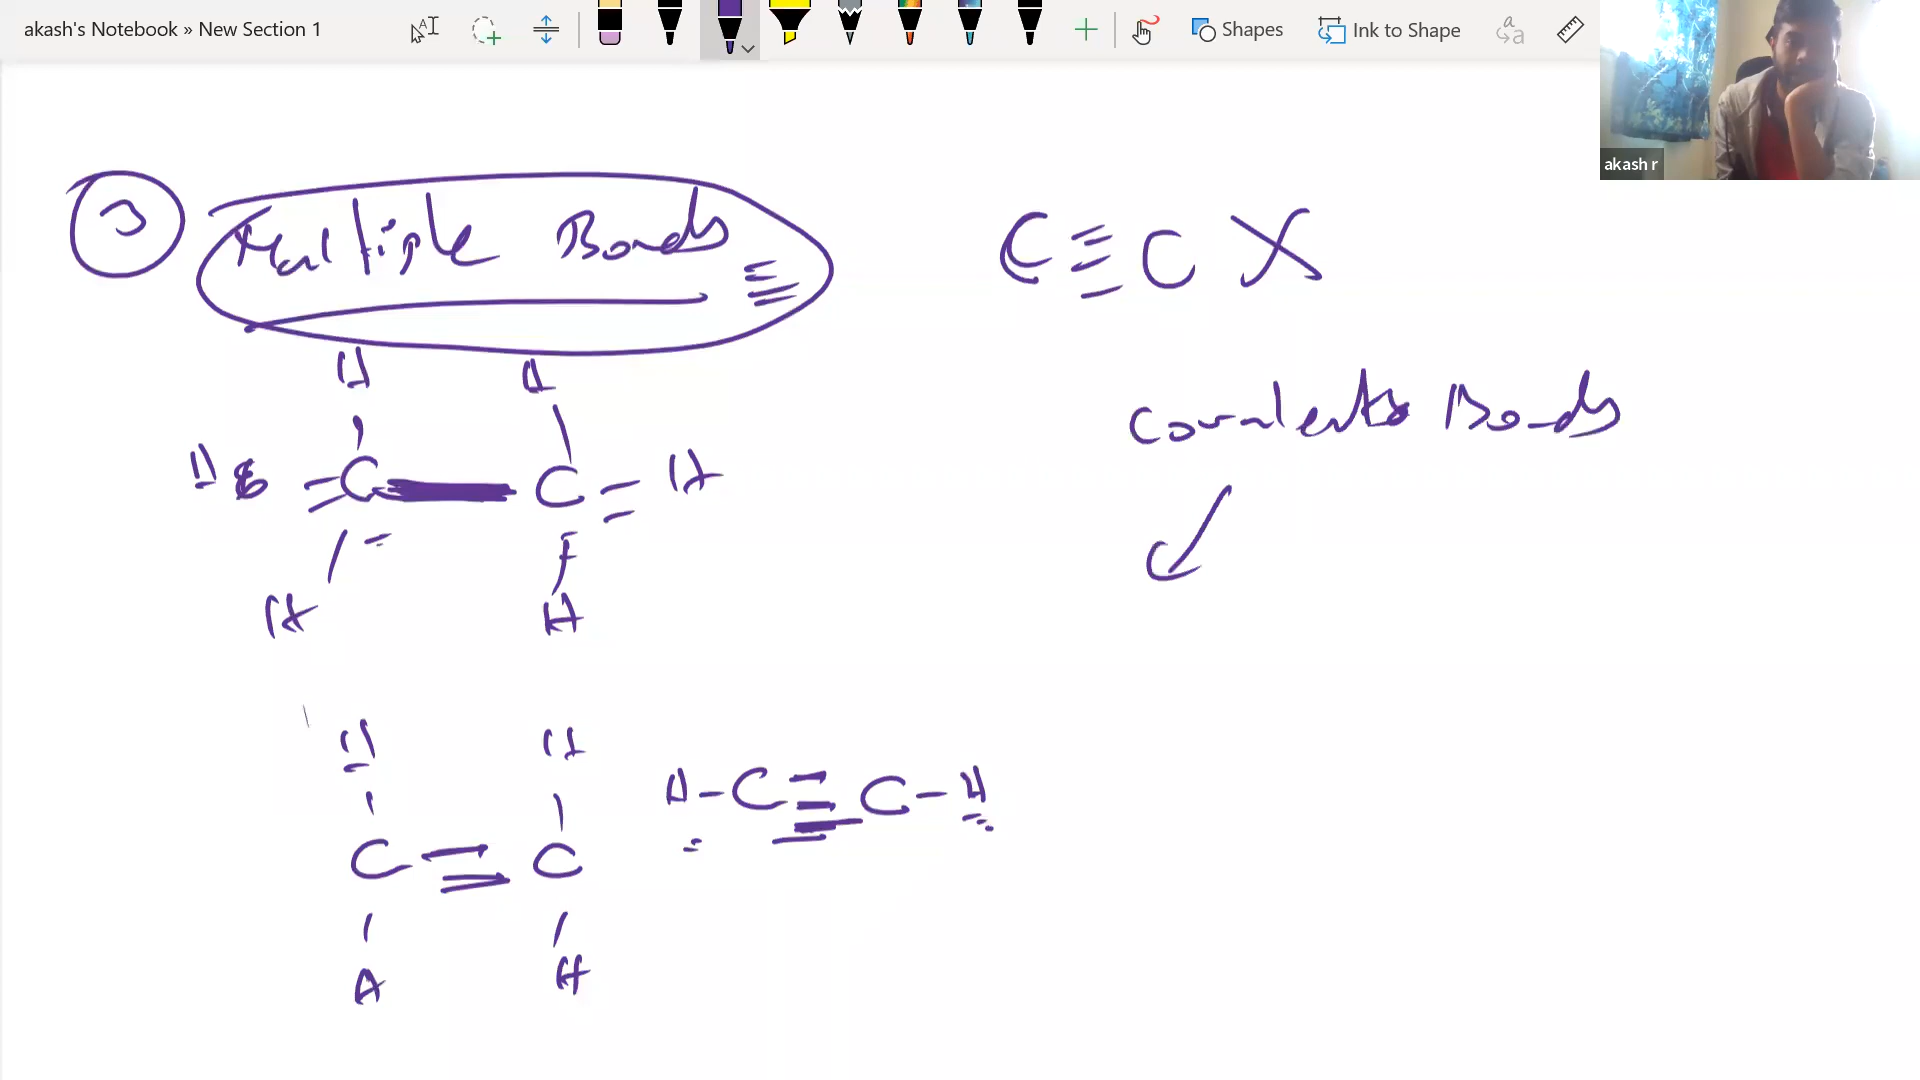 akash's Notebook » New Section 1
Shapes
Ink to Shape
akash r
3 Multiple Bonds
C≡C X
Covalent Bonds
H H
H C C H
H H
H H
H-C≡C-H
C=C
H H